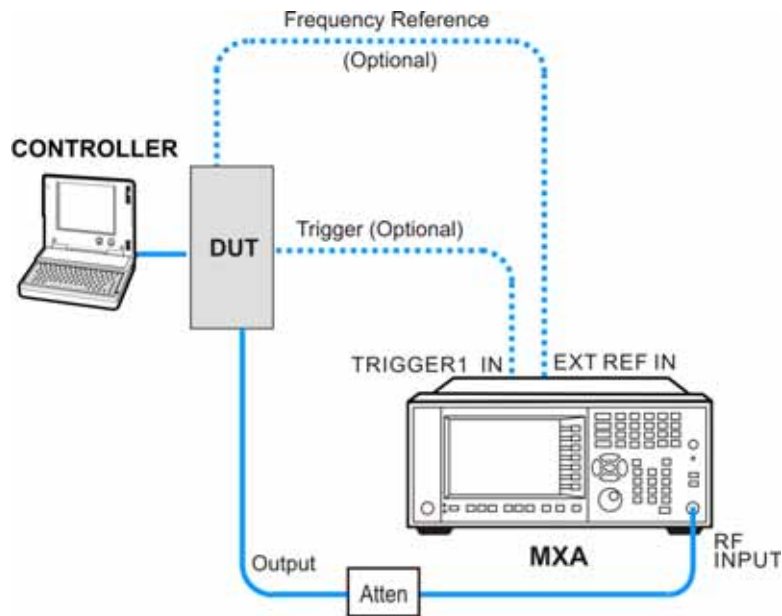 Frequency Reference
(Optional)
CONTROLLER
DUT
Trigger (Optional)
TRIGGER1 IN
EXT REF IN
Output
Atten
MXA
RF
INPUT